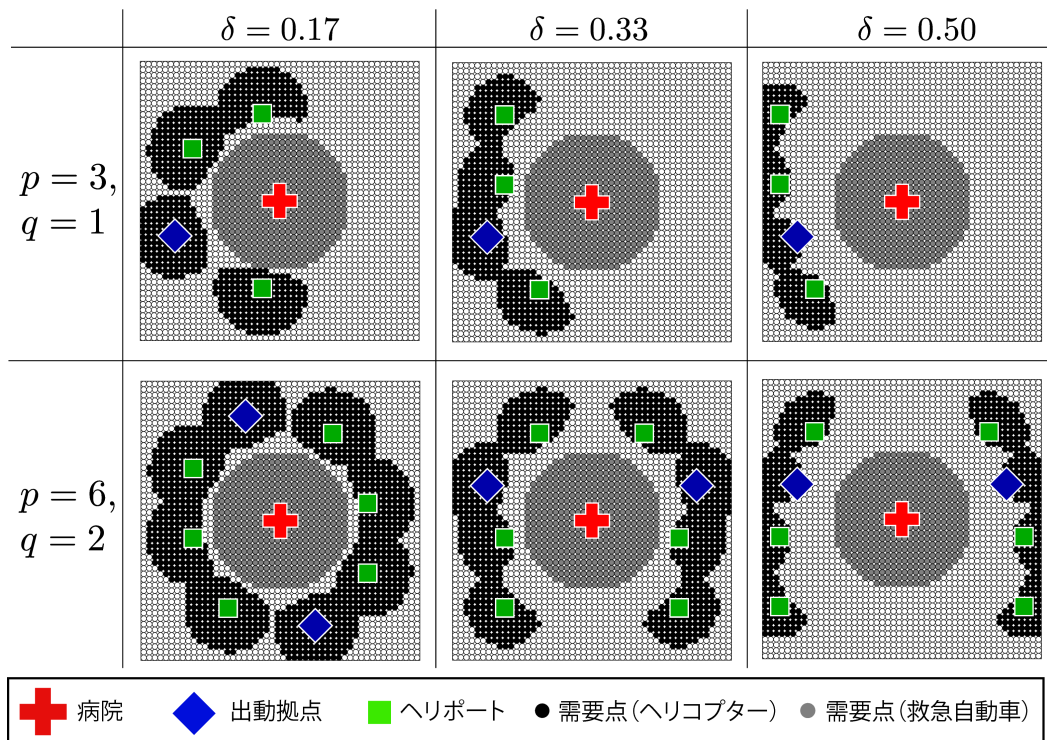 δ = 0.17 δ = 0.33 δ = 0.50
p = 3,
q = 1
p = 6,
q = 2
病院 出動拠点 ヘリポート 需要点(ヘリコプター) 需要点(救急自動車)